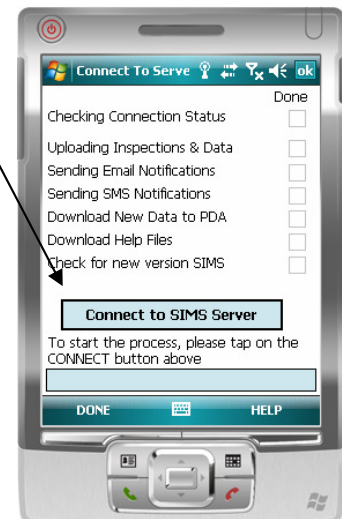 Connect To Serve
ok
Done
Checking Connection Status
Uploading Inspections & Data
Sending Email Notifications
Sending SMS Notifications
Download New Data to PDA
Download Help Files
Check for new version SIMS
Connect to SIMS Server
To start the process, please tap on the
CONNECT button above
DONE
HELP